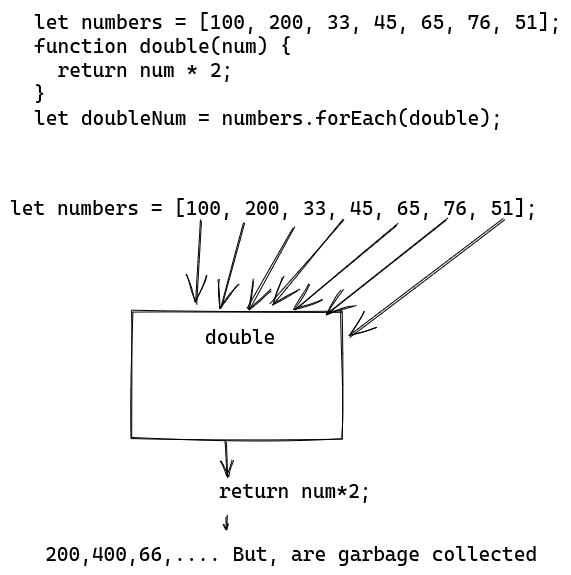 let numbers = [100, 200, 33, 45, 65, 76, 51];
function double(num) {
  return num * 2;
}
let doubleNum = numbers.forEach(double);
let numbers = [100, 200, 33, 45, 65, 76, 51];
double
return num*2;
200,400,66,.... But, are garbage collected